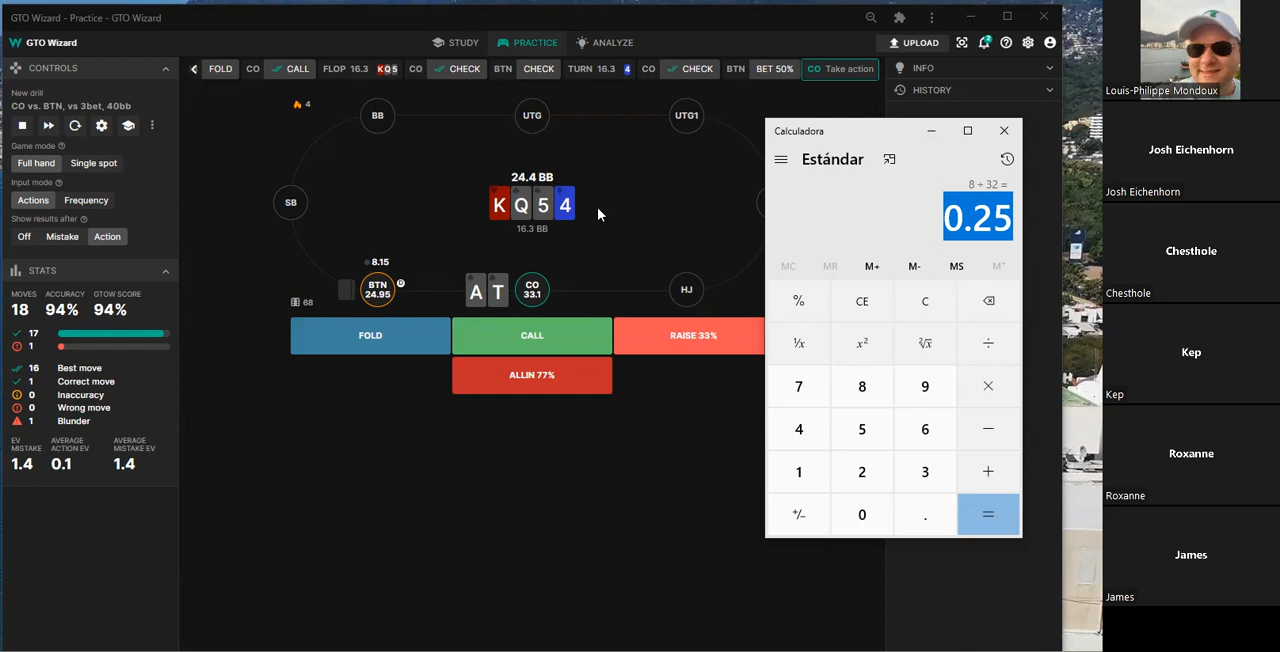 GTO Wizard - Practice - GTO Wizard
GTO Wizard
STUDY
PRACTICE
ANALYZE
UPLOAD
2
CONTROLS
FOLD
CO
CALL
FLOP 16.3
KQ5
CO
CHECK
BTN
CHECK
TURN 16.3
4
CO
CHECK
BTN
BET 50%
CO Take action
INFO
HISTORY
New drill
CO vs. BTN, vs 3bet, 40bb
Game mode
Full hand
Single spot
Input mode
Actions
Frequency
Show results after
Off
Mistake
Action
STATS
MOVES
ACCURACY
GTOW SCORE
18
94%
94%
17
1
16 Best move
1 Correct move
0 Inaccuracy
0 Wrong move
1 Blunder
EV MISTAKE
AVERAGE ACTION EV
AVERAGE MISTAKE EV
1.4
0.1
1.4
4
BB
UTG
UTG1
SB
24.4 BB
K Q 5 4
16.3 BB
8.15
BTN
24.95
D
A T
CO
33.1
HJ
68
FOLD
CALL
RAISE 33%
ALLIN 77%
Calculadora
Estándar
8 ÷ 32 =
0.25
MC MR M+ M- MS M˅
% CE C
¹/x x² ²√x ÷
7 8 9 ×
4 5 6 −
1 2 3 +
+/− 0 . =
Louis-Philippe Mondoux
Josh Eichenhorn
Josh Eichenhorn
Chesthole
Chesthole
Kep
Kep
Roxanne
Roxanne
James
James